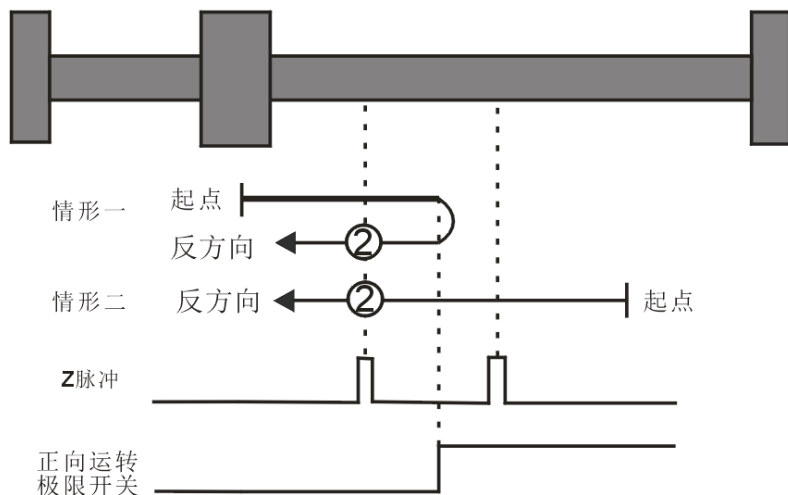 情形一 起点
反方向 2
情形二 反方向 2 起点
Z脉冲
正向运转
极限开关